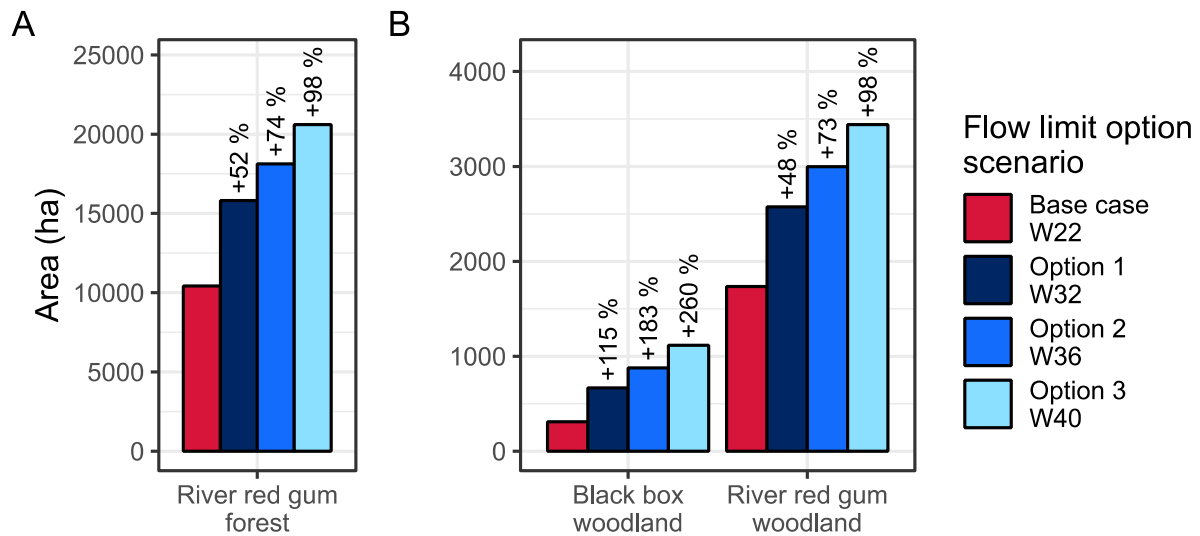 A
Area (ha)
25000
20000
15000
10000
5000
0
+52 %
+74 %
+98 %
River red gum
forest
B
4000
3000
2000
1000
0
+115 %
+183 %
+260 %
+48 %
+73 %
+98 %
Black box
woodland
River red gum
woodland
Flow limit option
scenario
Base case
W22
Option 1
W32
Option 2
W36
Option 3
W40